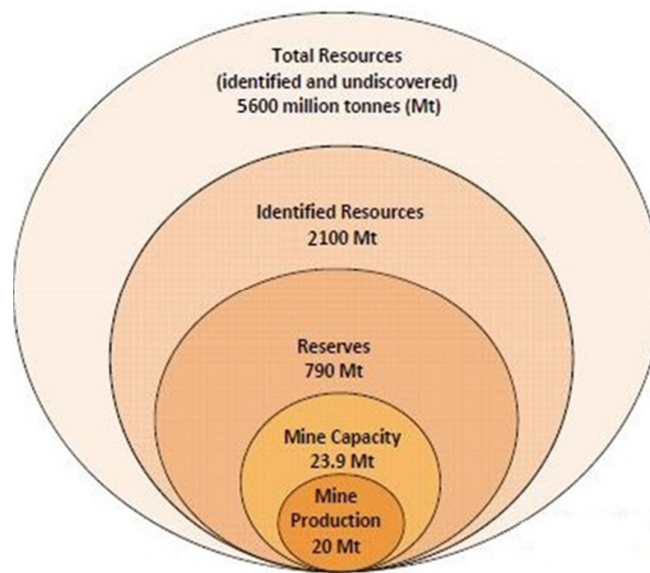 Total Resources
(identified and undiscovered)
5600 million tonnes (Mt)
Identified Resources
2100 Mt
Reserves
790 Mt
Mine Capacity
23.9 Mt
Mine
Production
20 Mt